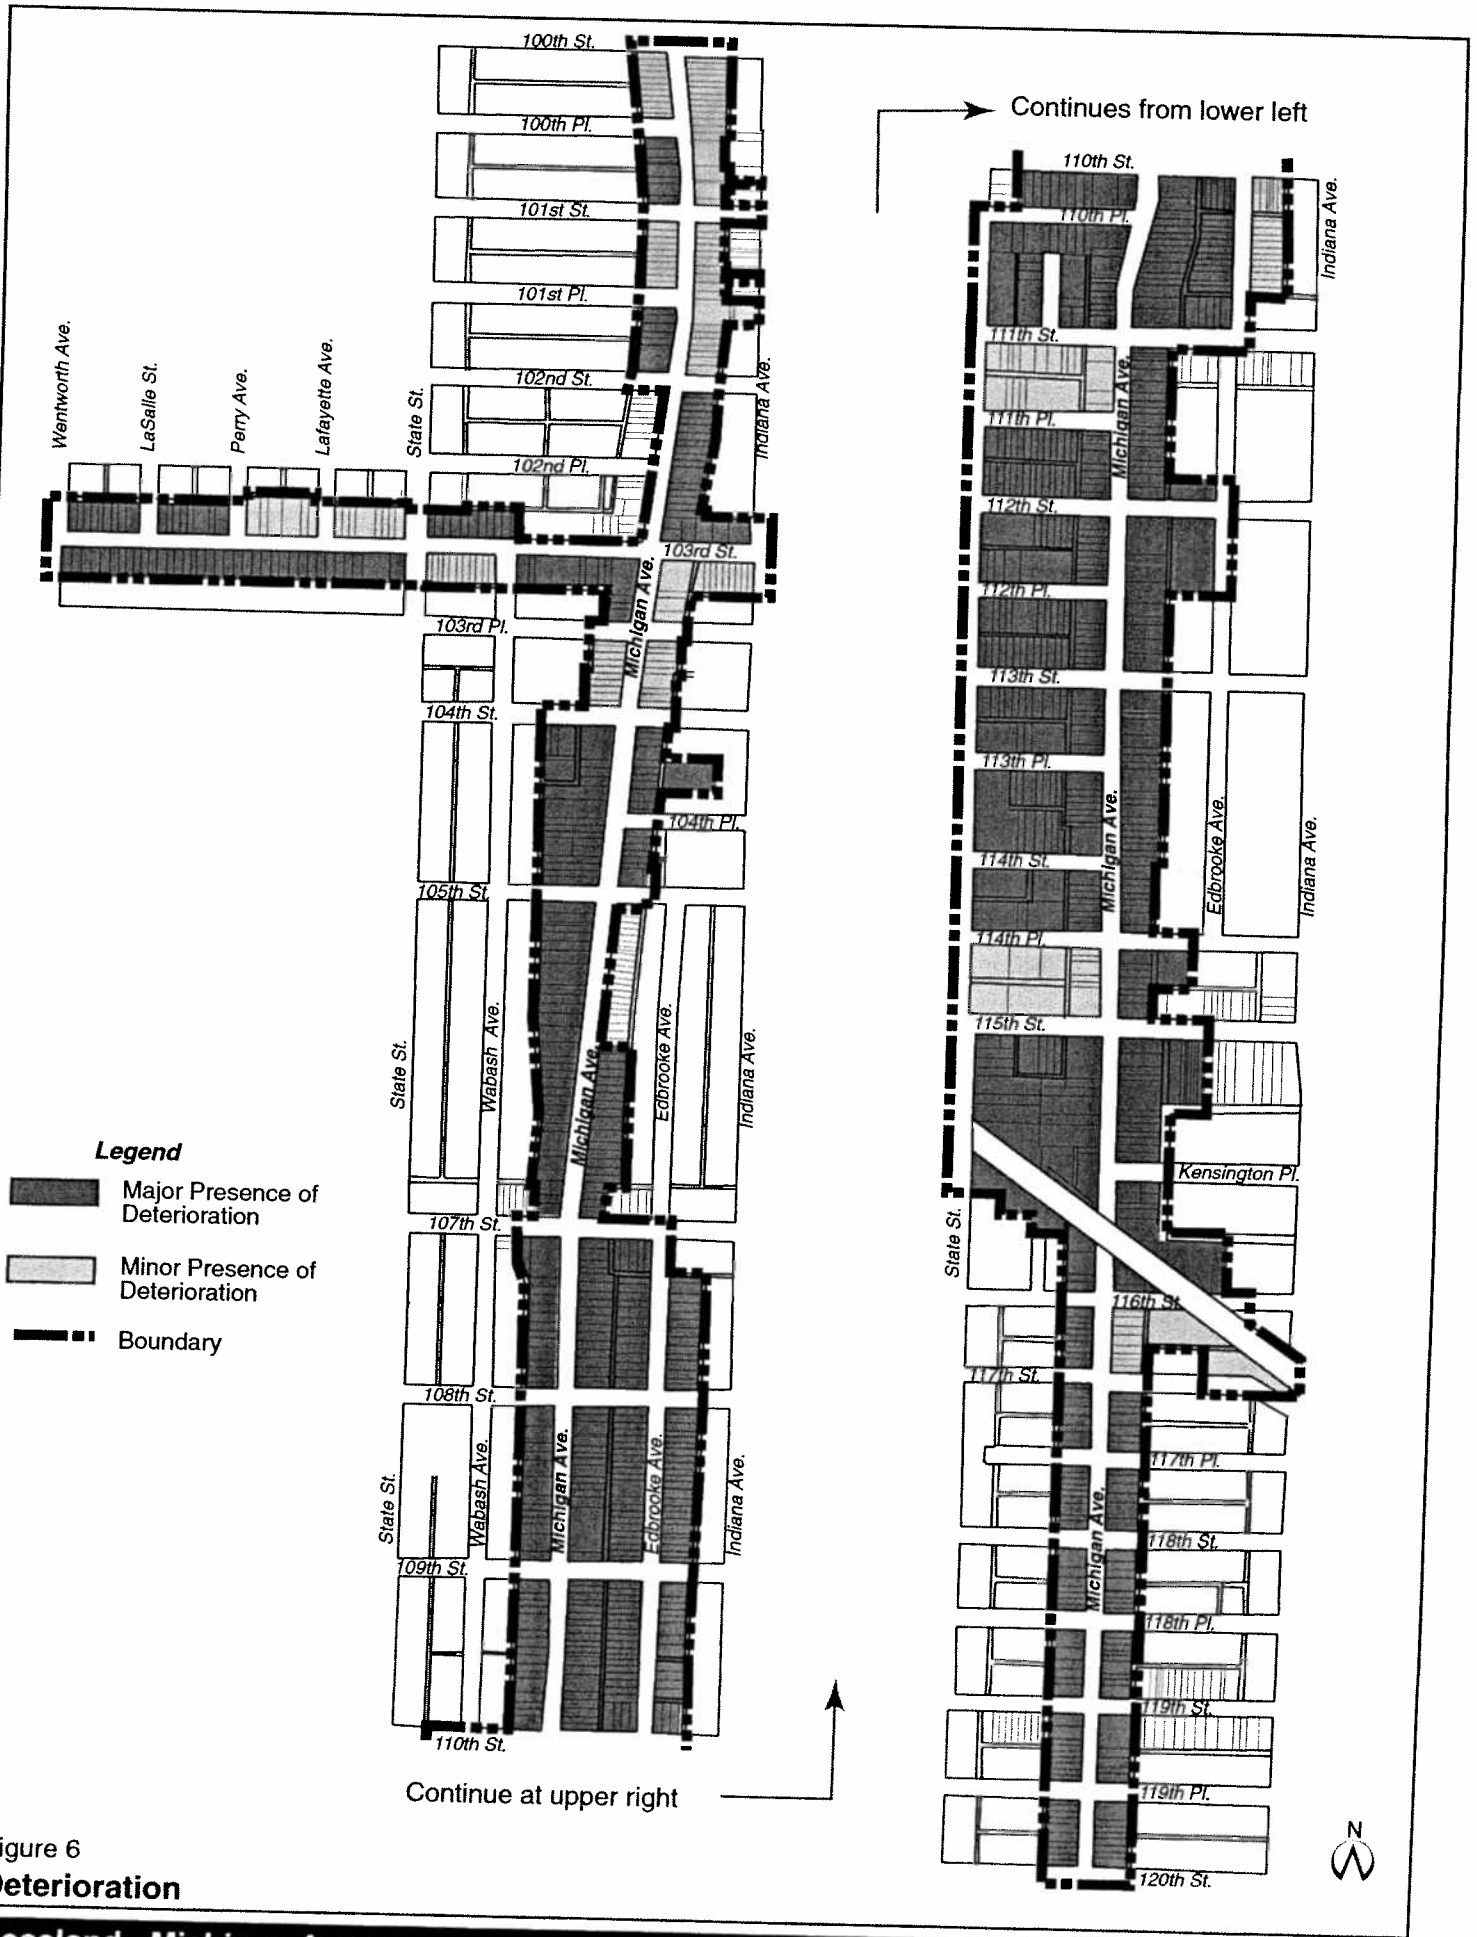 100th St.
100th Pl.
101st St.
101st Pl.
102nd St.
102nd Pl.
Wentworth Ave.
LaSalle St.
Perry Ave.
Lafayette Ave.
State St.
Indiana Ave.
103rd St.
Michigan Ave.
103rd Pl.
104th St.
104th Pl.
105th St.
State St.
Wabash Ave.
Michigan Ave.
Edbrooke Ave.
Indiana Ave.
107th St.
108th St.
State St.
Wabash Ave.
Michigan Ave.
Edbrooke Ave.
Indiana Ave.
109th St.
110th St.
Continue at upper right
Legend
Major Presence of
Deterioration
Minor Presence of
Deterioration
Boundary
Continues from lower left
110th St.
110th Pl.
Indiana Ave.
111th St.
Michigan Ave.
111th Pl.
112th St.
112th Pl.
113th St.
113th Pl.
Michigan Ave.
Edbrooke Ave.
Indiana Ave.
114th St.
114th Pl.
115th St.
Kensington Pl.
State St.
116th St.
117th St.
117th Pl.
Michigan Ave.
118th St.
118th Pl.
119th St.
119th Pl.
120th St.
N
igure 6
eterioration